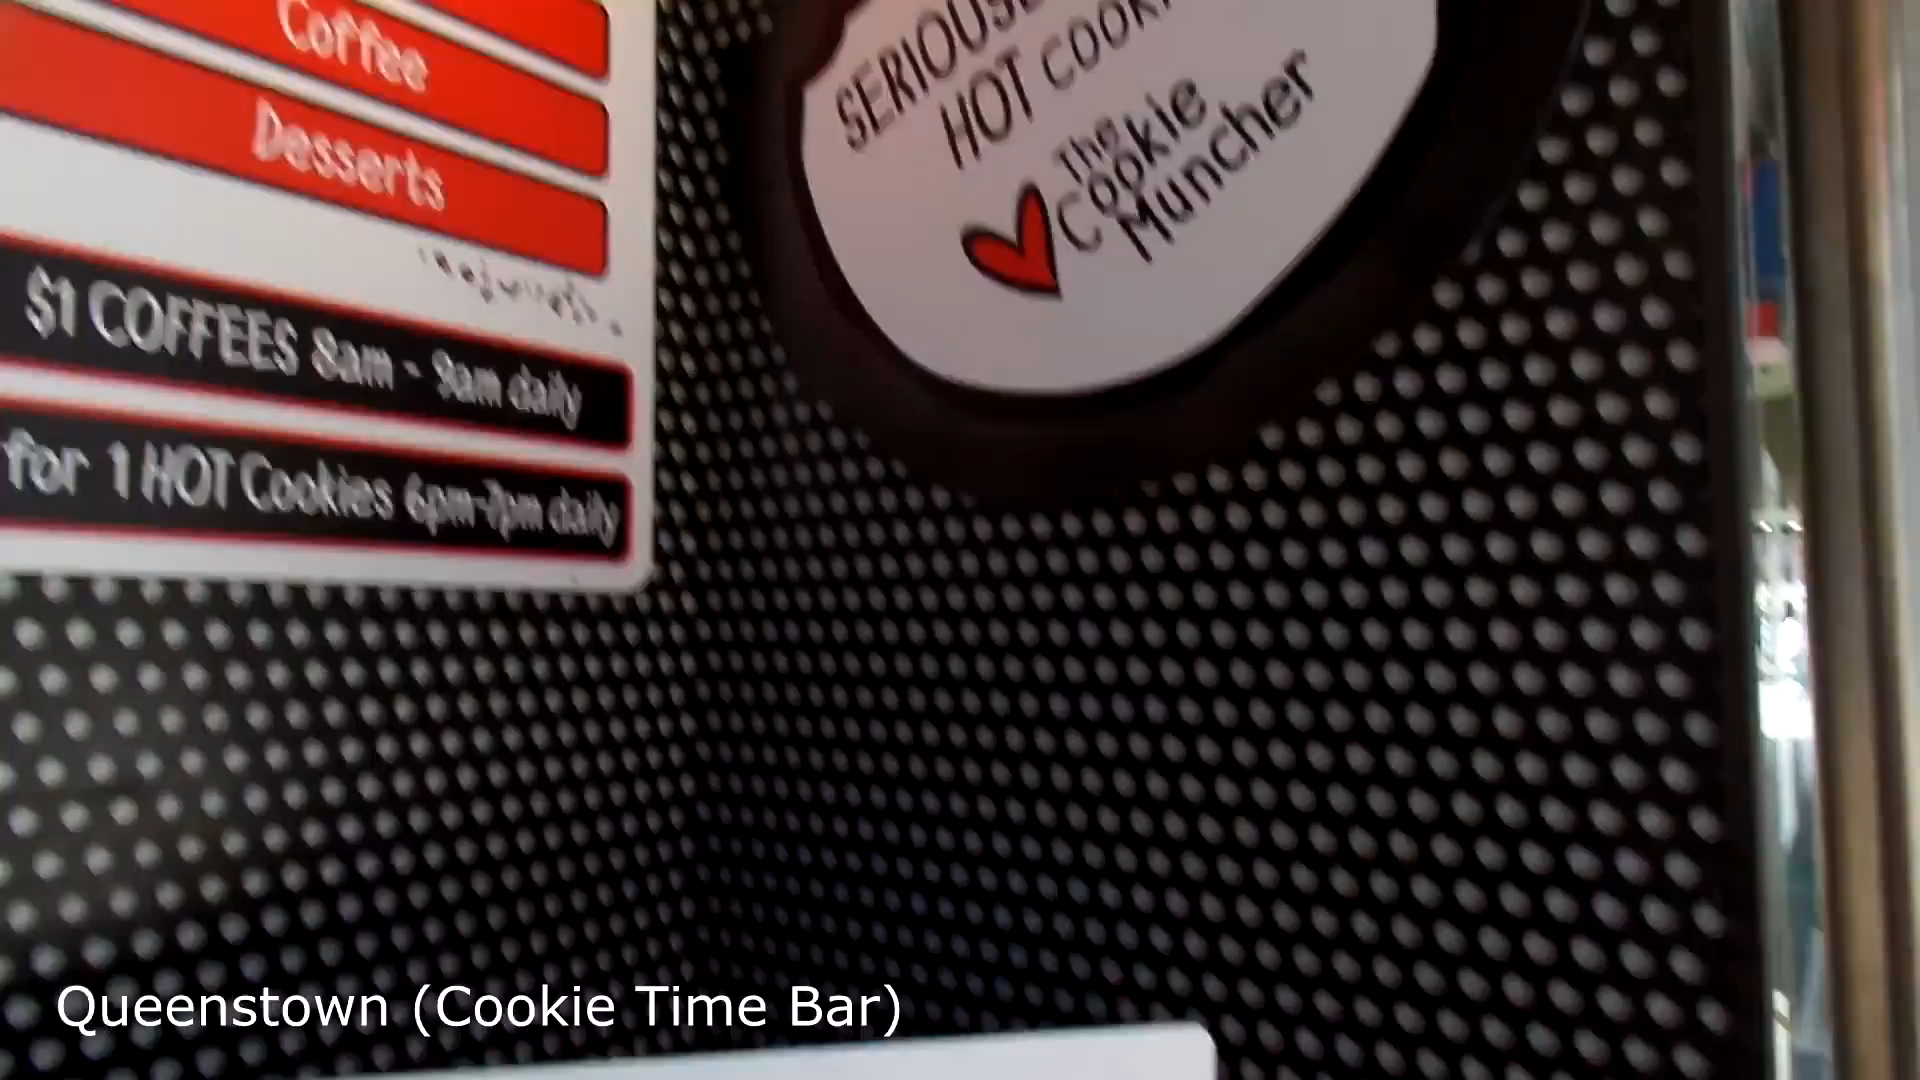 Coffee
Desserts
$1 COFFEES 8am - 9am daily
for 1 HOT Cookies 6pm-7pm daily
HOT
The
Cookie
Muncher
Queenstown (Cookie Time Bar)